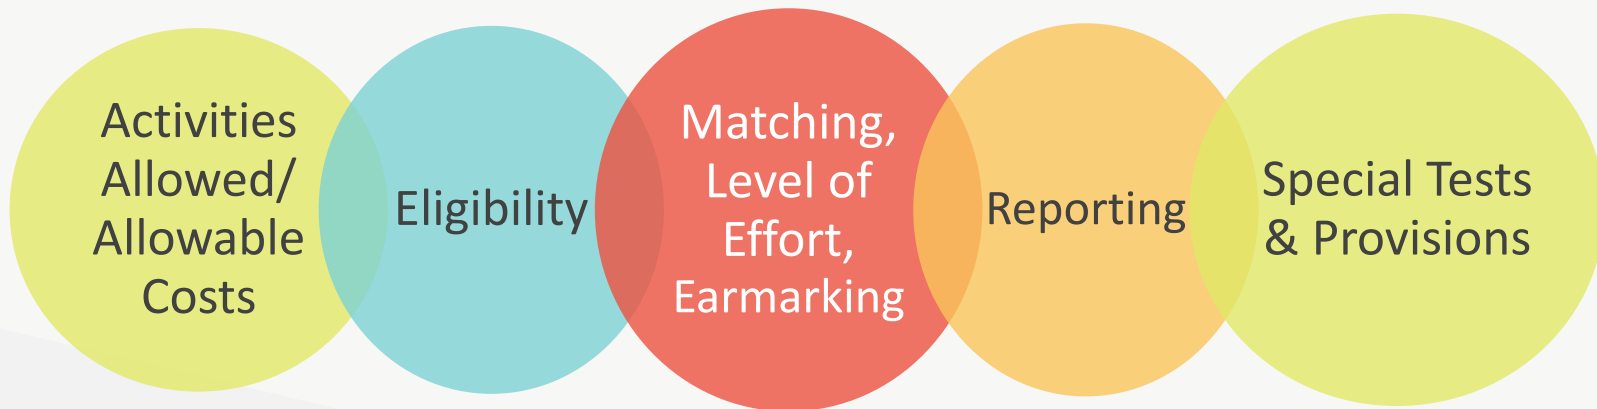 Activities
Allowed/
Allowable
Costs
Eligibility
Matching,
Level of
Effort,
Earmarking
Reporting
Special Tests
& Provisions